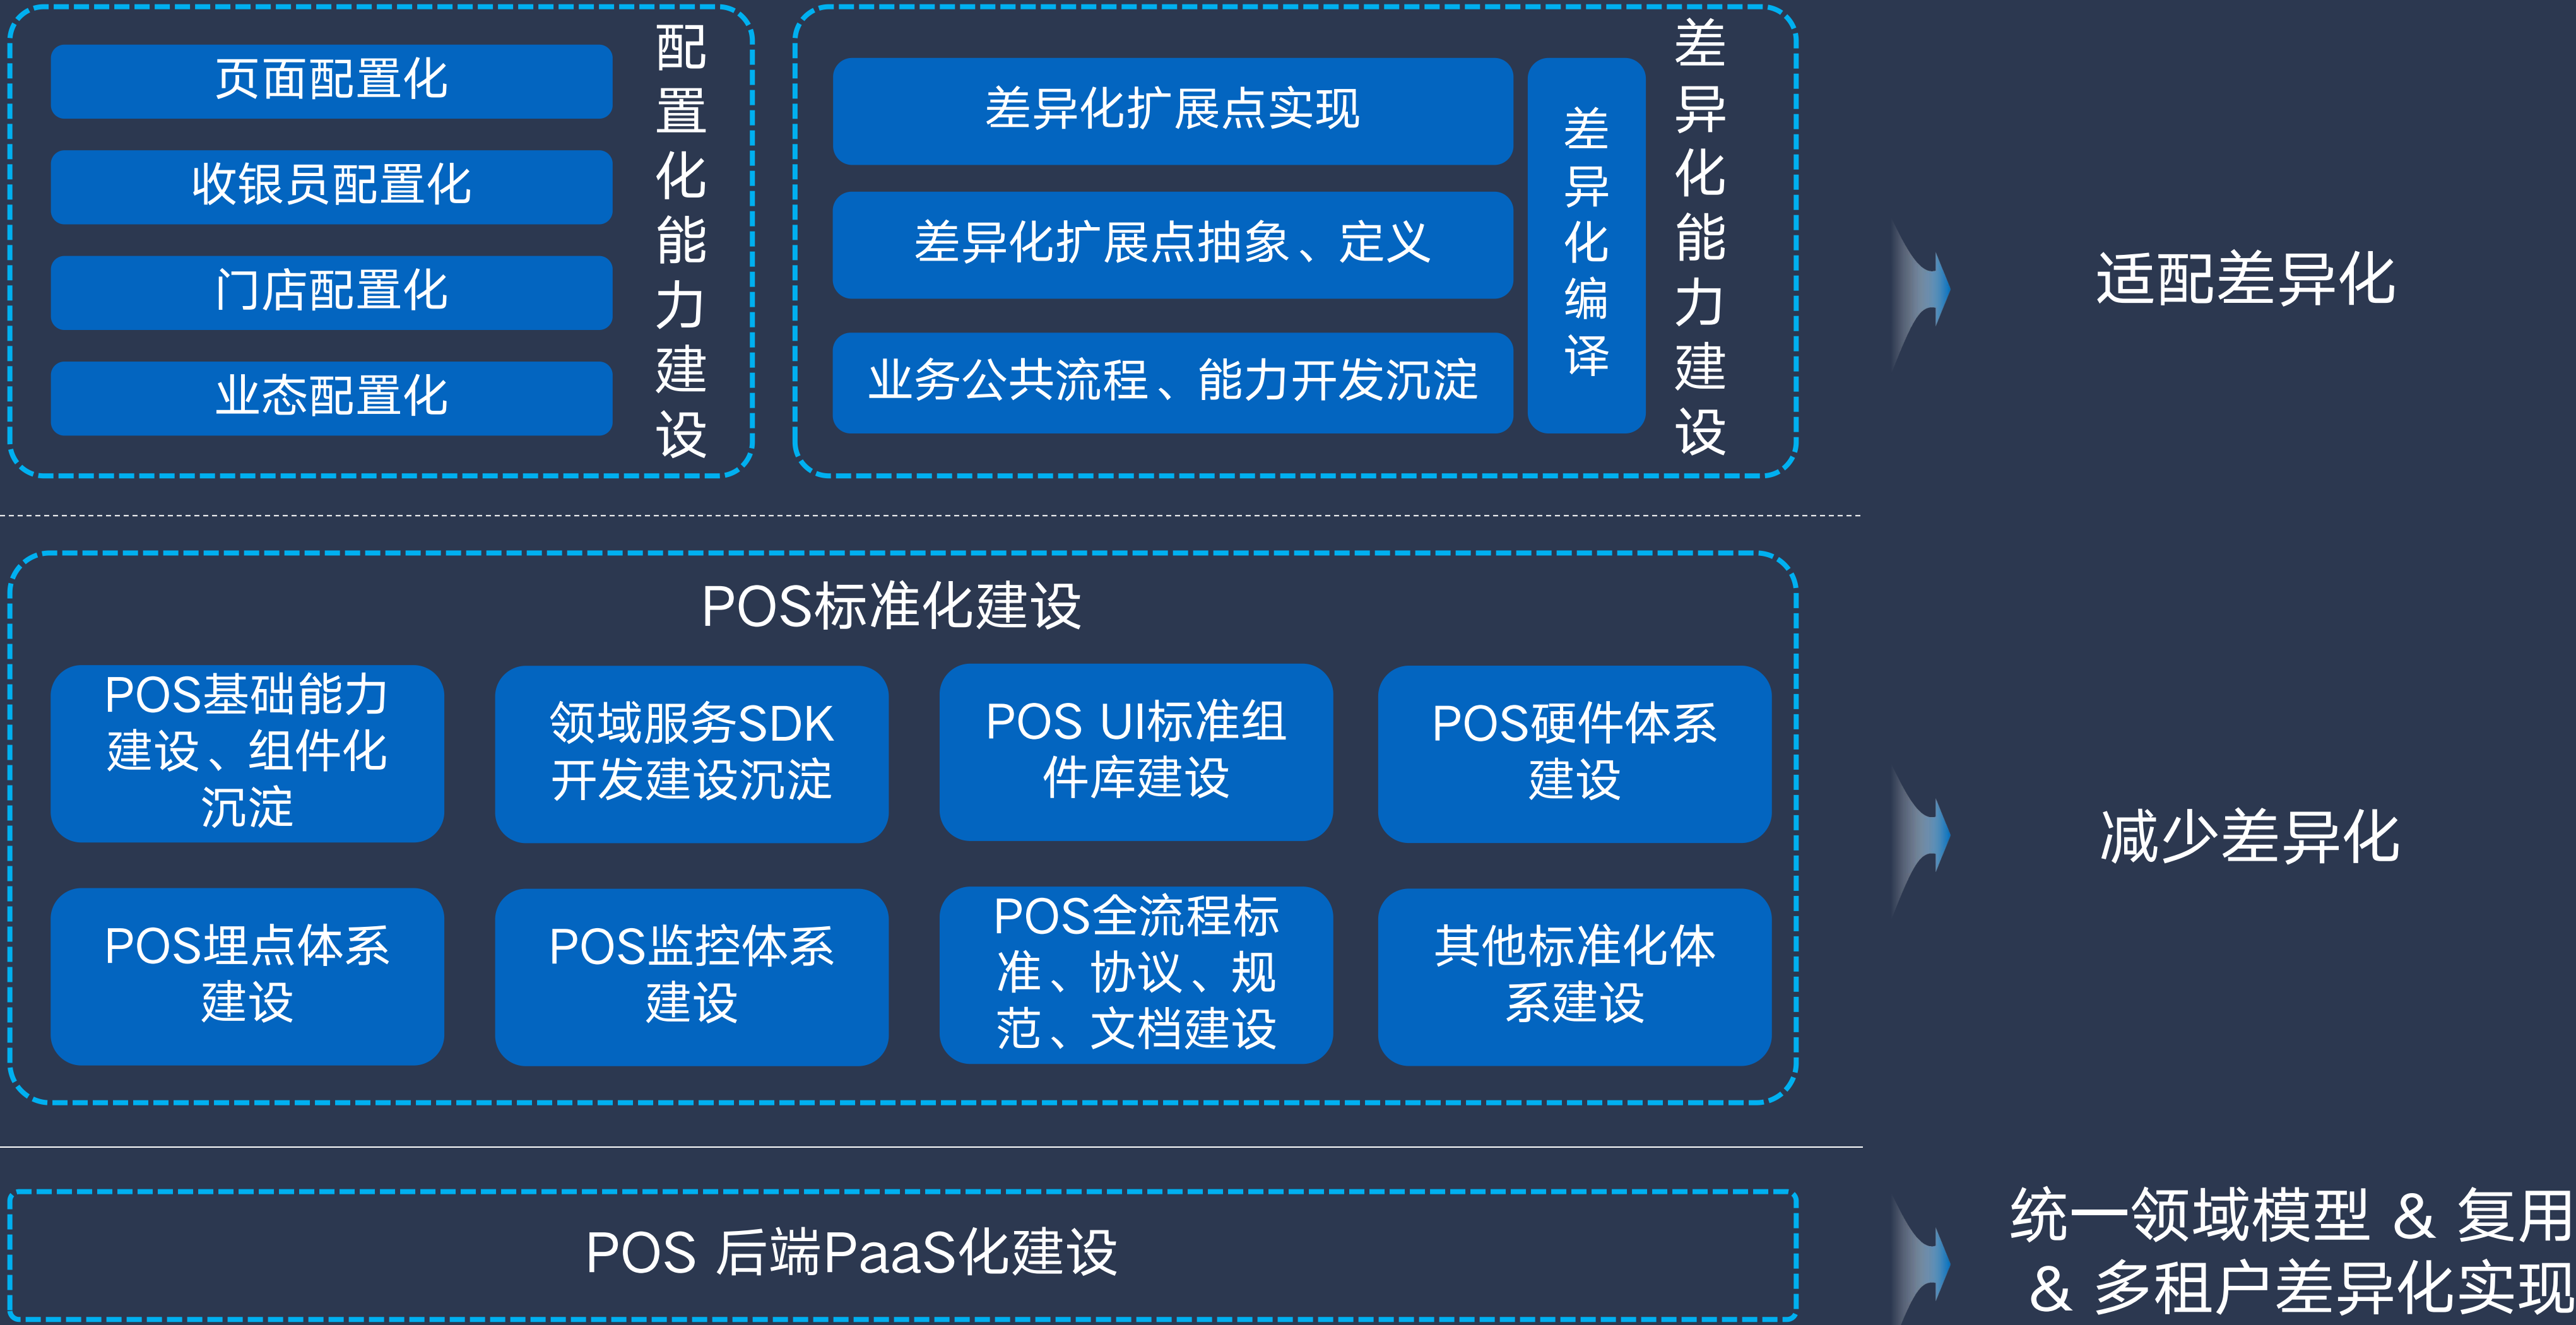 页面配置化
收银员配置化
门店配置化
业态配置化
配置化能力建设
差异化扩展点实现
差异化扩展点抽象、定义
业务公共流程、能力开发沉淀
差异化编译
差异化能力建设
适配差异化
POS标准化建设
POS基础能力
建设、组件化
沉淀
领域服务SDK
开发建设沉淀
POS UI标准组
件库建设
POS硬件体系
建设
POS埋点体系
建设
POS监控体系
建设
POS全流程标
准、协议、规
范、文档建设
其他标准化体
系建设
减少差异化
POS 后端PaaS化建设
统一领域模型 & 复用
& 多租户差异化实现